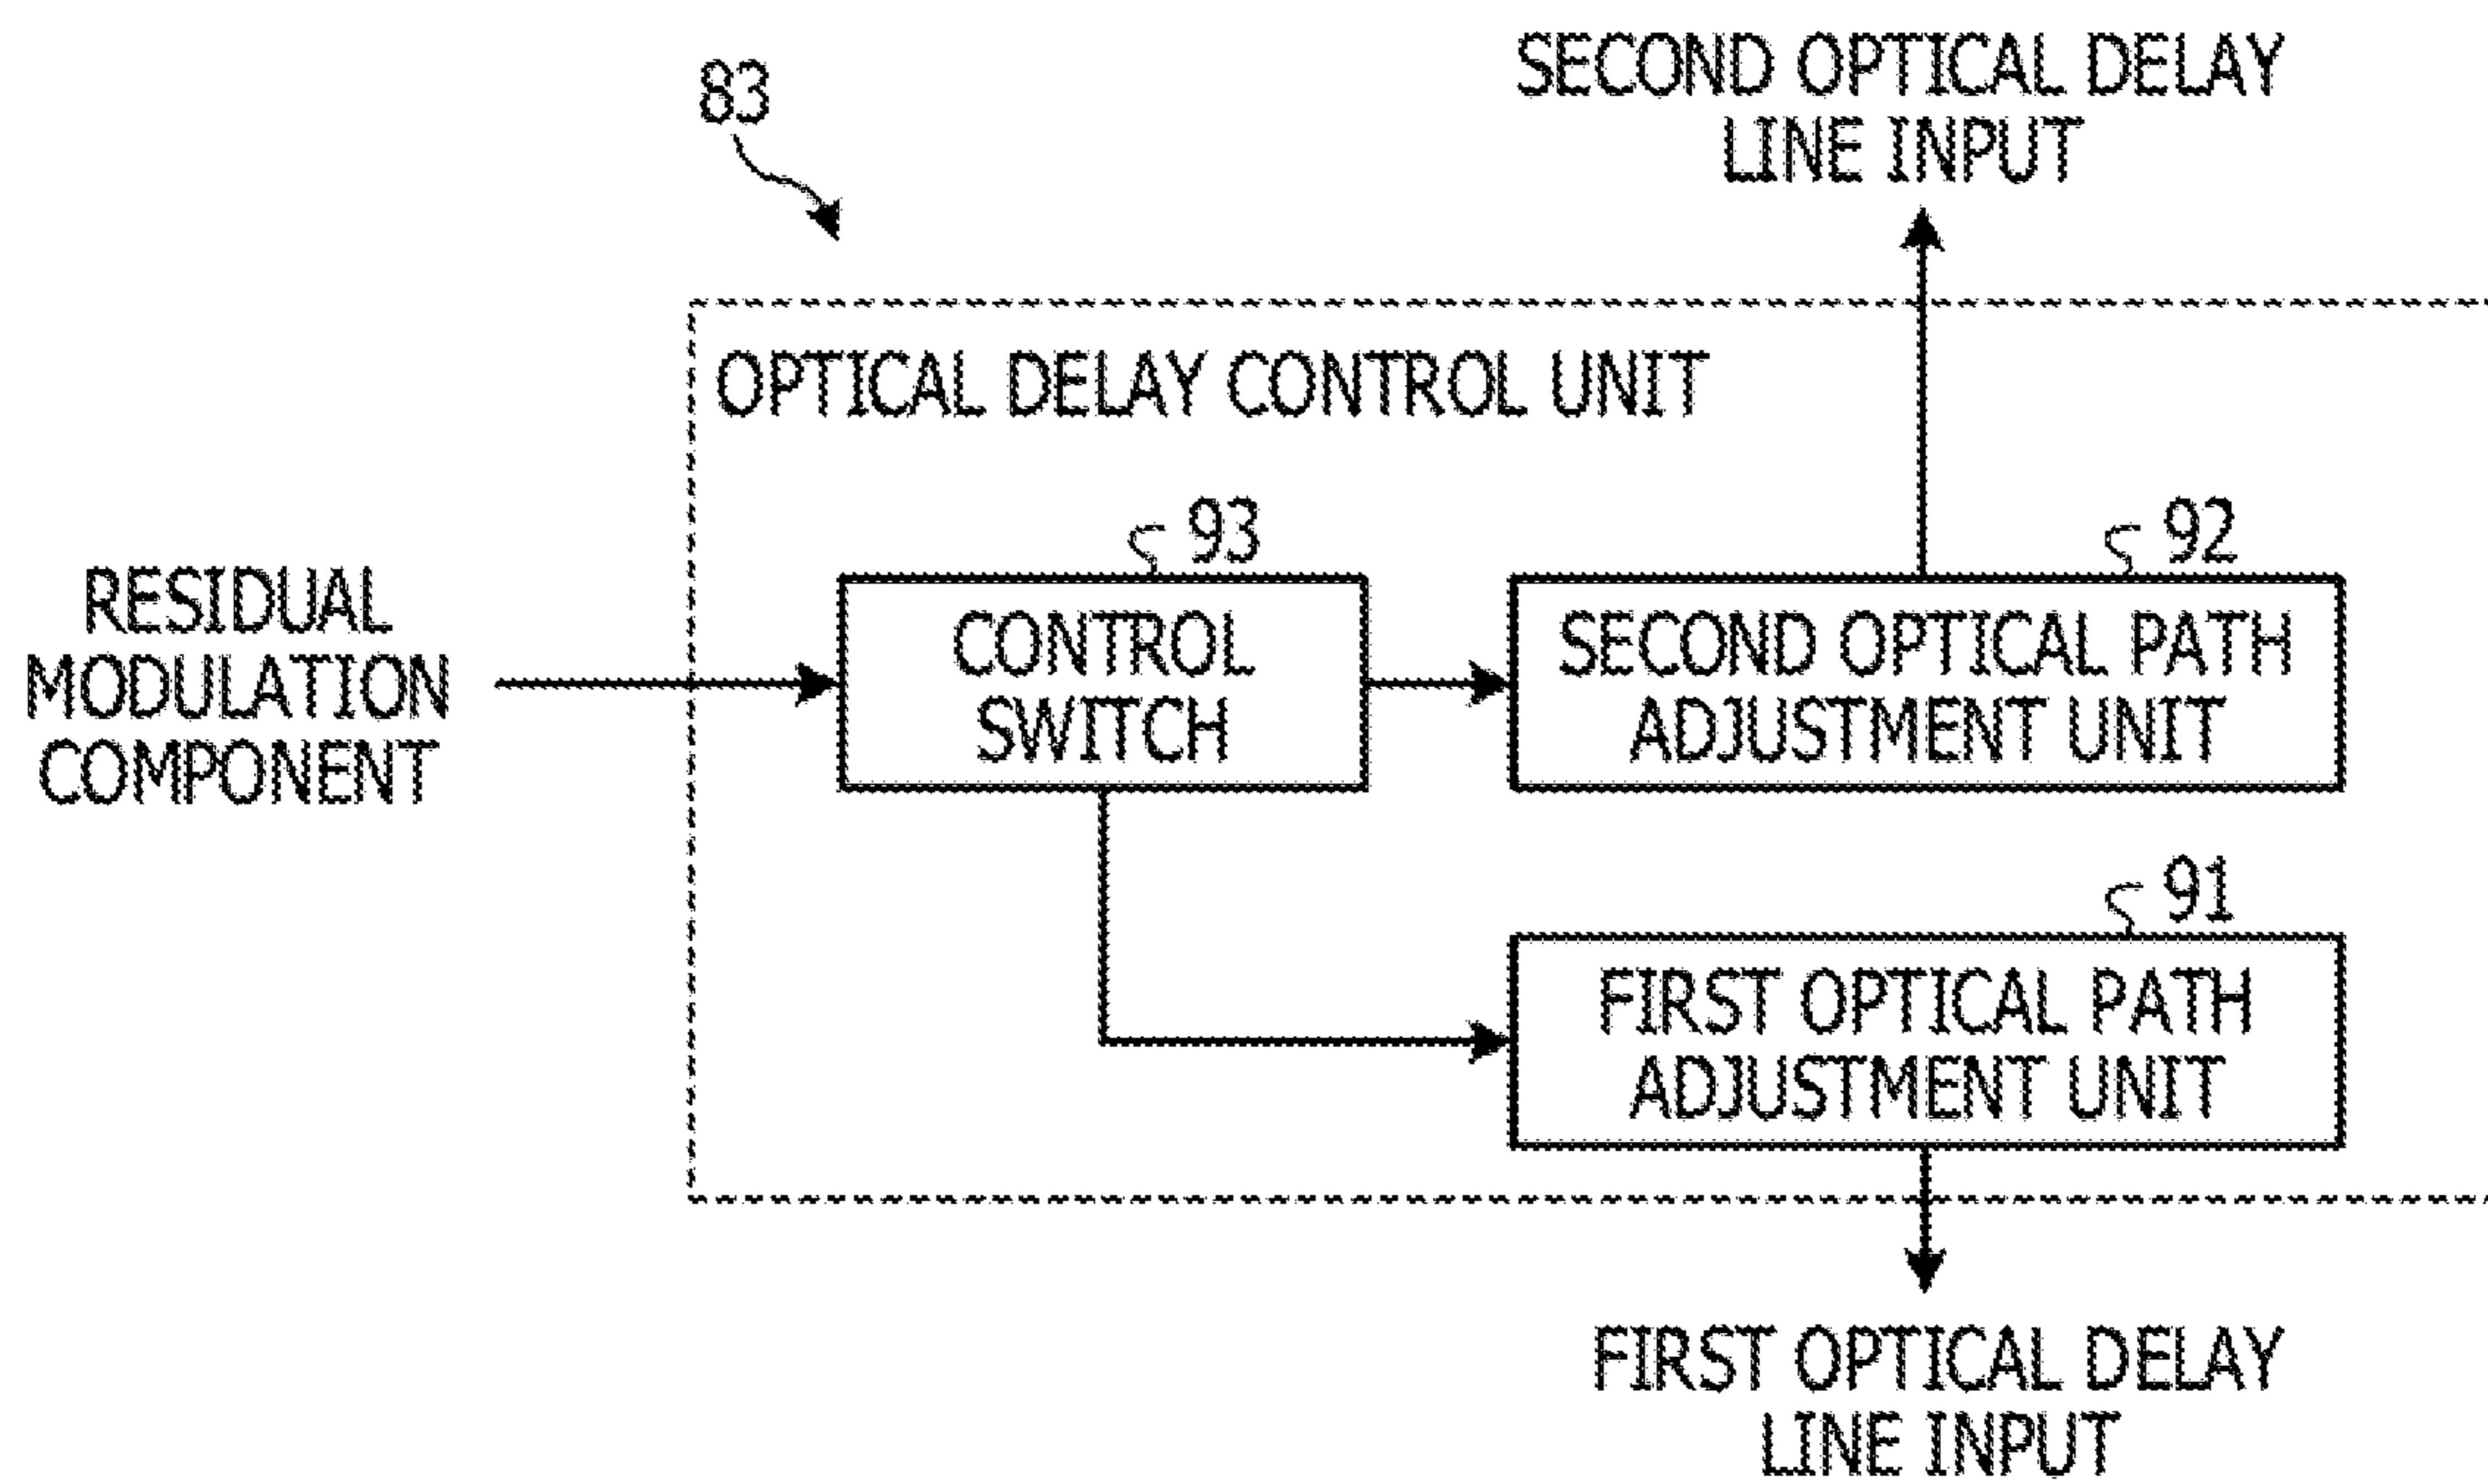 83
SECOND OPTICAL DELAY
LINE INPUT
OPTICAL DELAY CONTROL UNIT
93
92
RESIDUAL
MODULATION
COMPONENT
CONTROL
SWITCH
SECOND OPTICAL PATH
ADJUSTMENT UNIT
91
FIRST OPTICAL PATH
ADJUSTMENT UNIT
FIRST OPTICAL DELAY
LINE INPUT